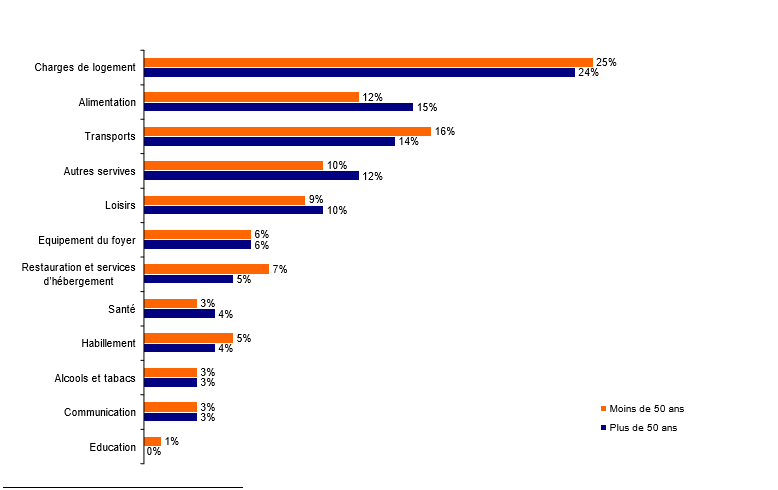 Charges de logement
25%
24%
Alimentation
12%
15%
Transports
16%
14%
Autres servives
10%
12%
Loisirs
9%
10%
Equipement du foyer
6%
6%
Restauration et services
d'hébergement
7%
5%
Santé
3%
4%
Habillement
5%
4%
Alcools et tabacs
3%
3%
Communication
3%
3%
Education
1%
0%
Moins de 50 ans
Plus de 50 ans